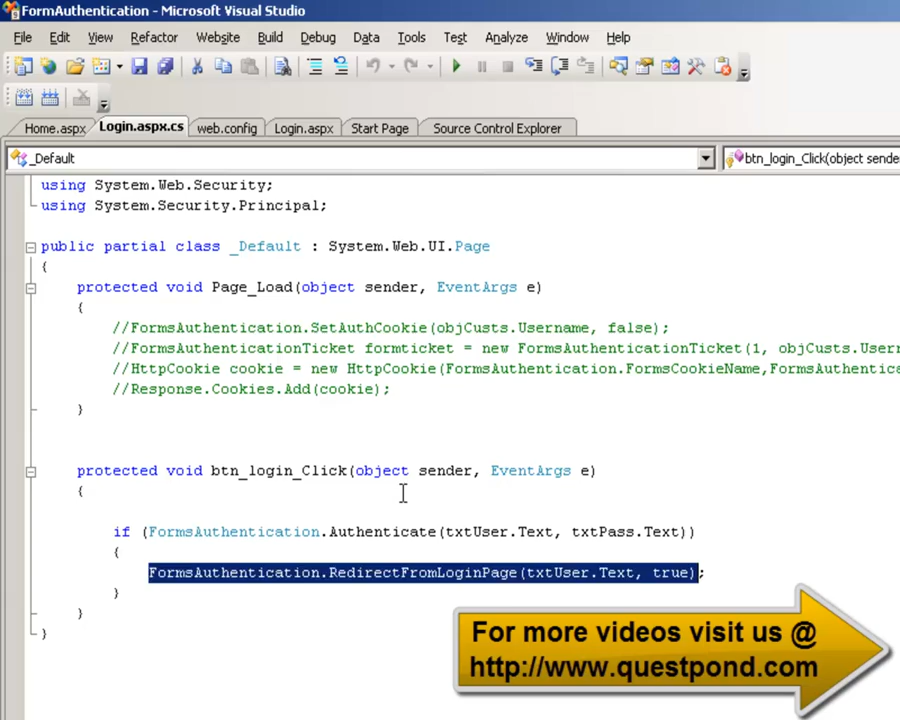 FormAuthentication - Microsoft Visual Studio
File Edit View Refactor Website Build Debug Data Tools Test Analyze Window Help
Home.aspx Login.aspx.cs web.config Login.aspx Start Page Source Control Explorer
_Default btn_login_Click(object sende
using System.Web.Security;
using System.Security.Principal;
public partial class _Default : System.Web.UI.Page
{
protected void Page_Load(object sender, EventArgs e)
{
//FormsAuthentication.SetAuthCookie(objCusts.Username, false);
//FormsAuthenticationTicket formticket = new FormsAuthenticationTicket(1, objCusts.User
//HttpCookie cookie = new HttpCookie(FormsAuthentication.FormsCookieName,FormsAuthentica
//Response.Cookies.Add(cookie);
}
protected void btn_login_Click(object sender, EventArgs e)
{
if (FormsAuthentication.Authenticate(txtUser.Text, txtPass.Text))
{
FormsAuthentication.RedirectFromLoginPage(txtUser.Text, true);
}
}
}
For more videos visit us @
http://www.questpond.com